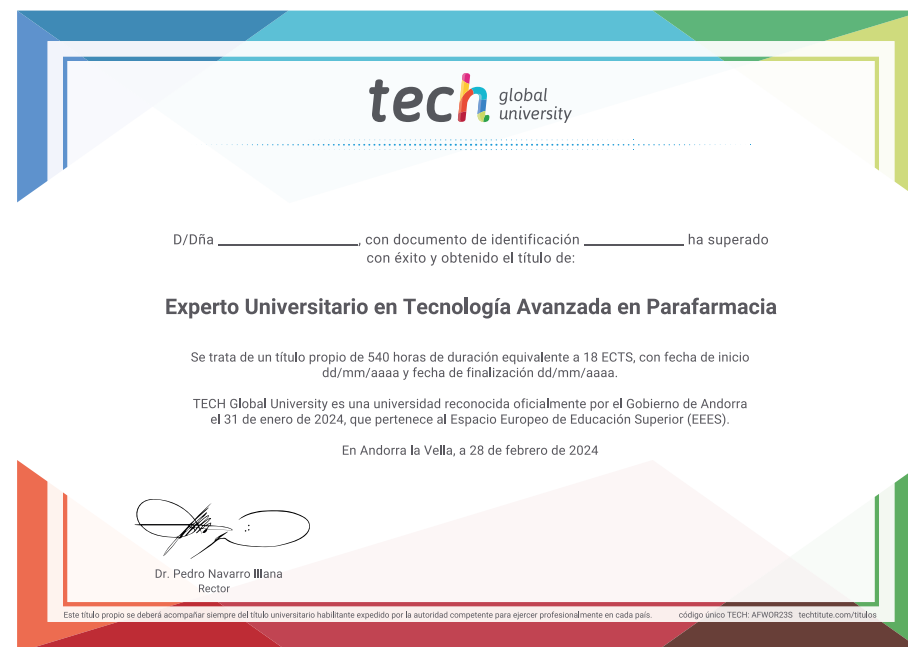 tech global
university
D/Dña ____________, con documento de identificación ____________ ha superado
con éxito y obtenido el título de:
Experto Universitario en Tecnología Avanzada en Parafarmacia
Se trata de un título propio de 540 horas de duración equivalente a 18 ECTS, con fecha de inicio
dd/mm/aaaa y fecha de finalización dd/mm/aaaa.
TECH Global University es una universidad reconocida oficialmente por el Gobierno de Andorra
el 31 de enero de 2024, que pertenece al Espacio Europeo de Educación Superior (EEES).
En Andorra la Vella, a 28 de febrero de 2024
Dr. Pedro Navarro Illana
Rector
Este título propio se deberá acompañar siempre del título universitario habilitante expedido por la autoridad competente para ejercer profesionalmente en cada país. código único TECH: AFWOR23S techtitute.com/titulos